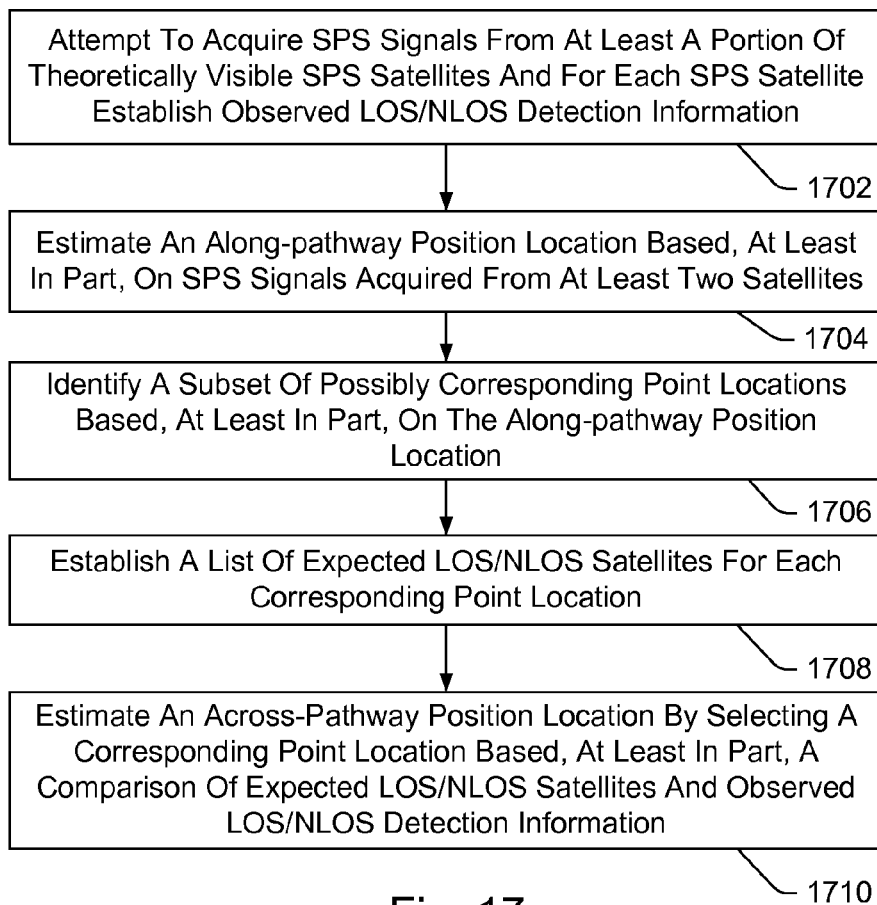 Attempt To Acquire SPS Signals From At Least A Portion Of
Theoretically Visible SPS Satellites And For Each SPS Satellite
Establish Observed LOS/NLOS Detection Information
1702
Estimate An Along-pathway Position Location Based, At Least
In Part, On SPS Signals Acquired From At Least Two Satellites
1704
Identify A Subset Of Possibly Corresponding Point Locations
Based, At Least In Part, On The Along-pathway Position
Location
1706
Establish A List Of Expected LOS/NLOS Satellites For Each
Corresponding Point Location
1708
Estimate An Across-Pathway Position Location By Selecting A
Corresponding Point Location Based, At Least In Part, A
Comparison Of Expected LOS/NLOS Satellites And Observed
LOS/NLOS Detection Information
1710
Fig. 17